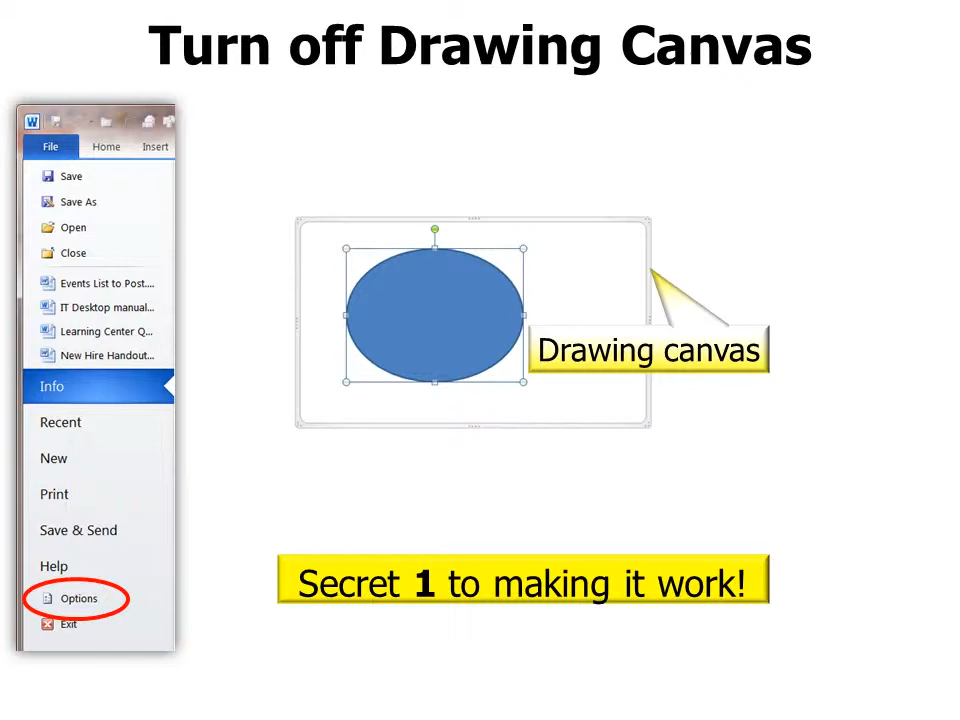 Turn off Drawing Canvas
W
File Home Insert
Save
Save As
Open
Close
Events List to Post....
IT Desktop manual...
Learning Center Q...
New Hire Handout...
Info
Recent
New
Print
Save & Send
Help
Options
Exit
Drawing canvas
Secret 1 to making it work!